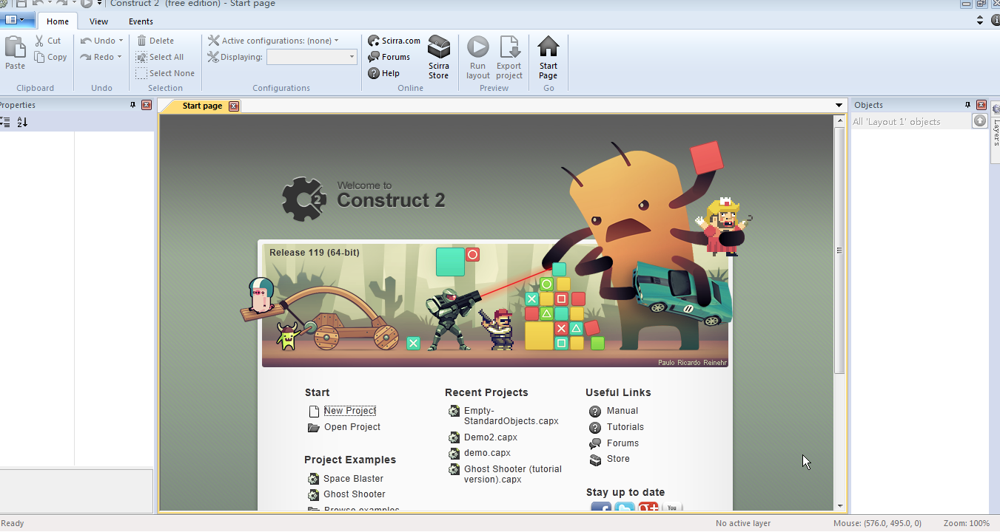 Construct 2 (free edition) - Start page
Home View Events
Cut Undo Delete Active configurations: (none) Scirra.com
Copy Redo Select All Displaying: Forums
Paste Select None Help Scirra Store Run layout Export project Start Page
Clipboard Undo Selection Configurations Online Preview Go
Properties
Start page
Objects
All 'Layout 1' objects
Layers
Welcome to
Construct 2
Release 119 (64-bit)
Paulo Ricardo Reinehr
Start
New Project
Open Project
Project Examples
Space Blaster
Ghost Shooter
Browse examples
Recent Projects
Empty-
StandardObjects.capx
Demo2.capx
demo.capx
Ghost Shooter (tutorial
version).capx
Useful Links
Manual
Tutorials
Forums
Store
Stay up to date
You
Ready No active layer Mouse: (576.0, 495.0, 0) Zoom: 100%